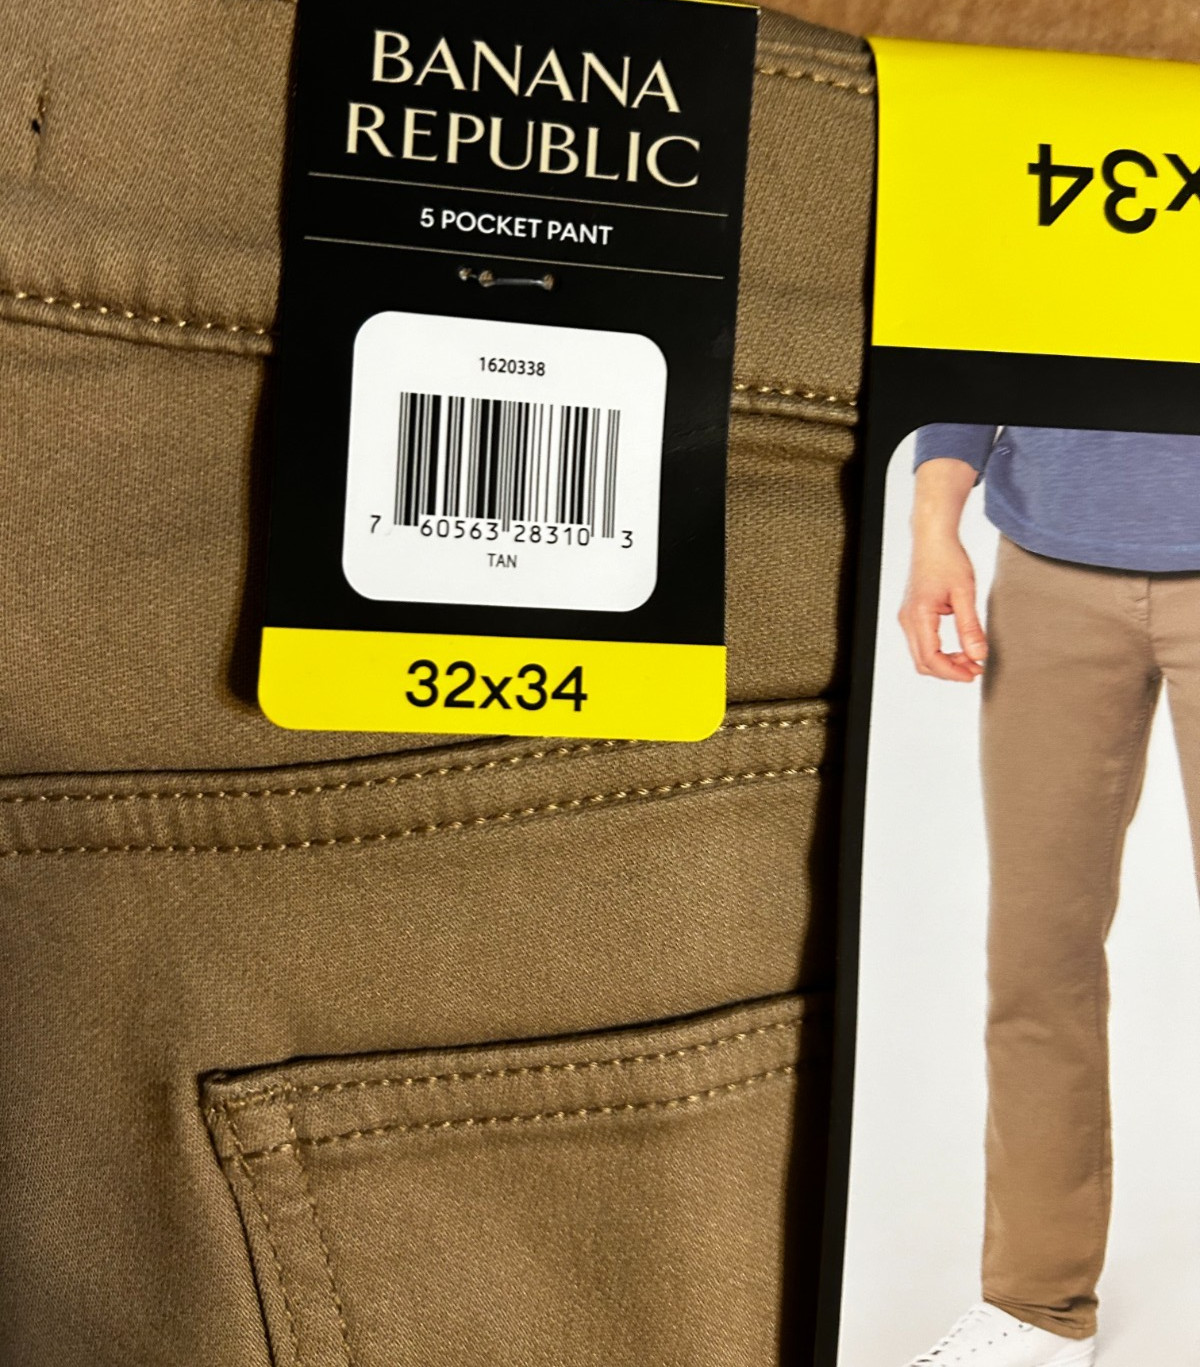 BANANA
REPUBLIC
5 POCKET PANT
1620338
7 60563 28310 3
TAN
32x34
x34